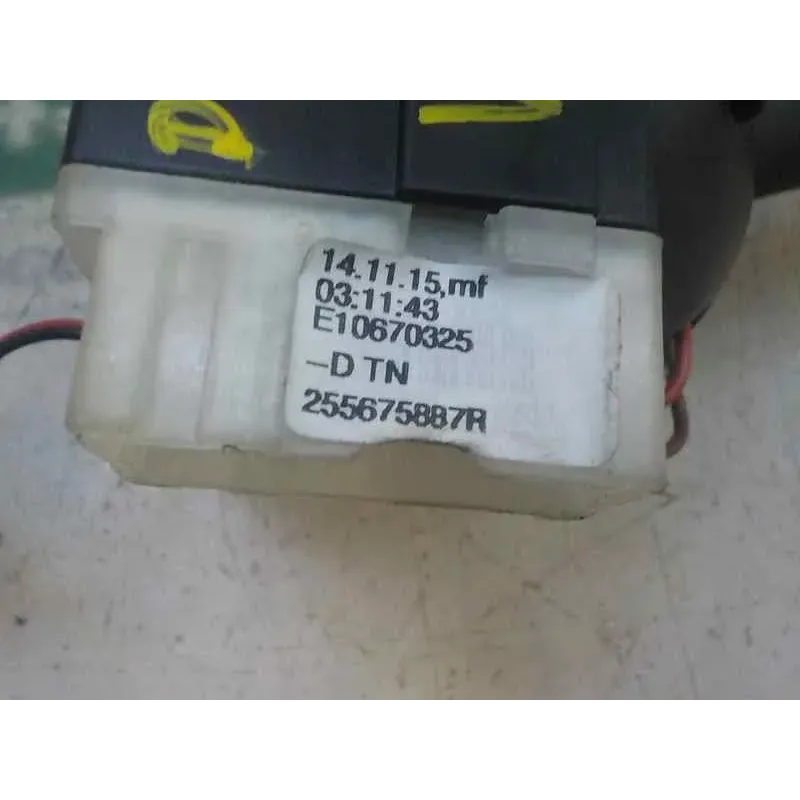 14.11.15,mf
03:11:43
E10670325
–D TN
255675887R